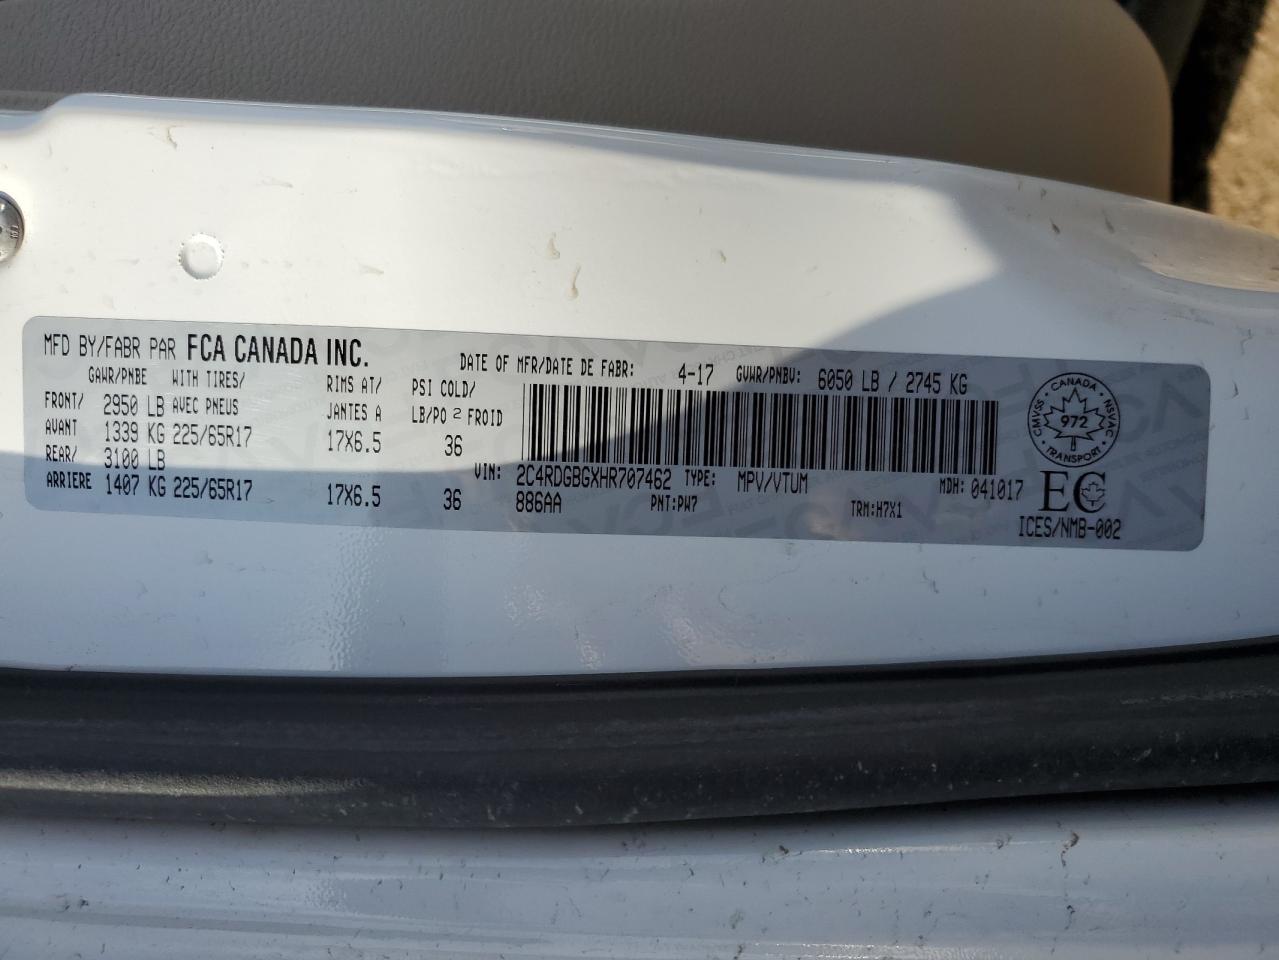 MFD BY/FABR PAR FCA CANADA INC. DATE OF MFR/DATE DE FABR: 4-17 GVWR/PNBV: 6050 LB / 2745 KG
GAWR/PNBE WITH TIRES/ RIMS AT/ PSI COLD/
FRONT/ 2950 LB AVEC PNEUS JANTES A LB/PO 2 FROID
AVANT 1339 KG 225/65R17 17X6.5 36
REAR/ 3100 LB
ARRIERE 1407 KG 225/65R17 17X6.5 36
VIN: 2C4RDGBGXHR707462 TYPE: MPV/VTUM MDH: 041017
886AA PNT:PW7 TRM:H7X1
CANADA
CMVSS 972 NSVAC
TRANSPORT
EC
ICES/NMB-002